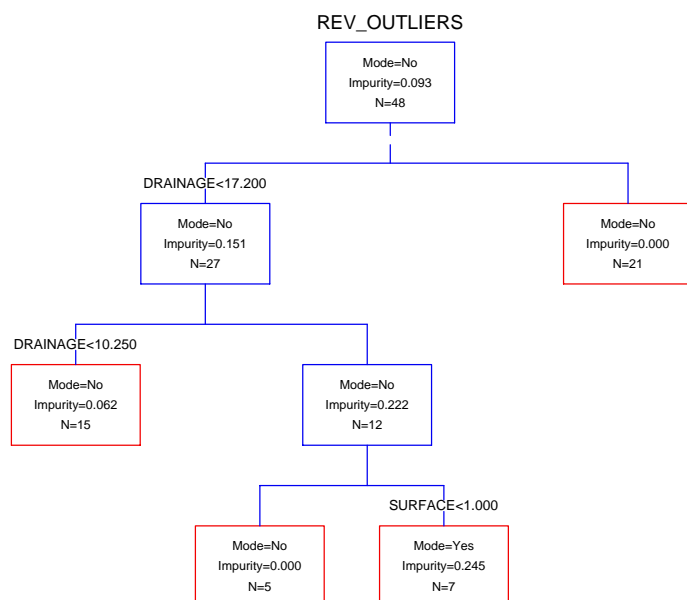 REV_OUTLIERS
Mode=No
Impurity=0.093
N=48
DRAINAGE<17.200
Mode=No
Impurity=0.151
N=27
Mode=No
Impurity=0.000
N=21
DRAINAGE<10.250
Mode=No
Impurity=0.062
N=15
Mode=No
Impurity=0.222
N=12
SURFACE<1.000
Mode=No
Impurity=0.000
N=5
Mode=Yes
Impurity=0.245
N=7